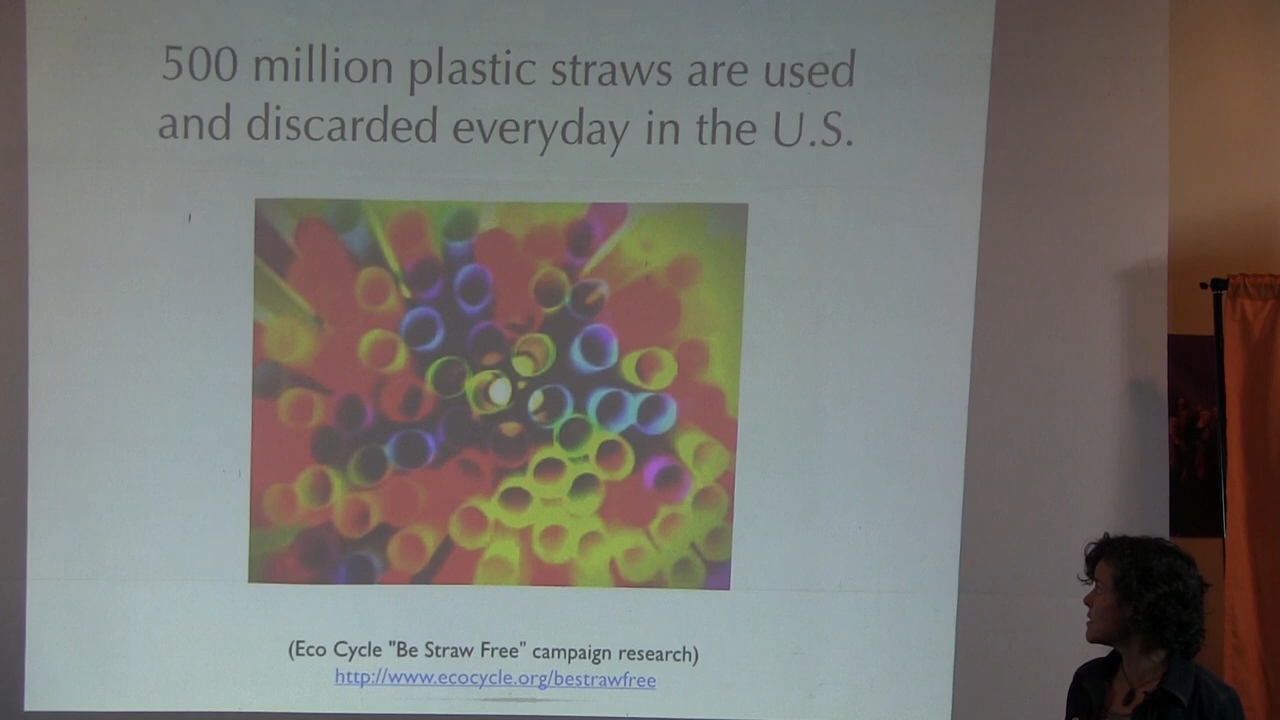 500 million plastic straws are used
and discarded everyday in the U.S.
(Eco Cycle "Be Straw Free" campaign research)
http://www.ecocycle.org/bestrawfree